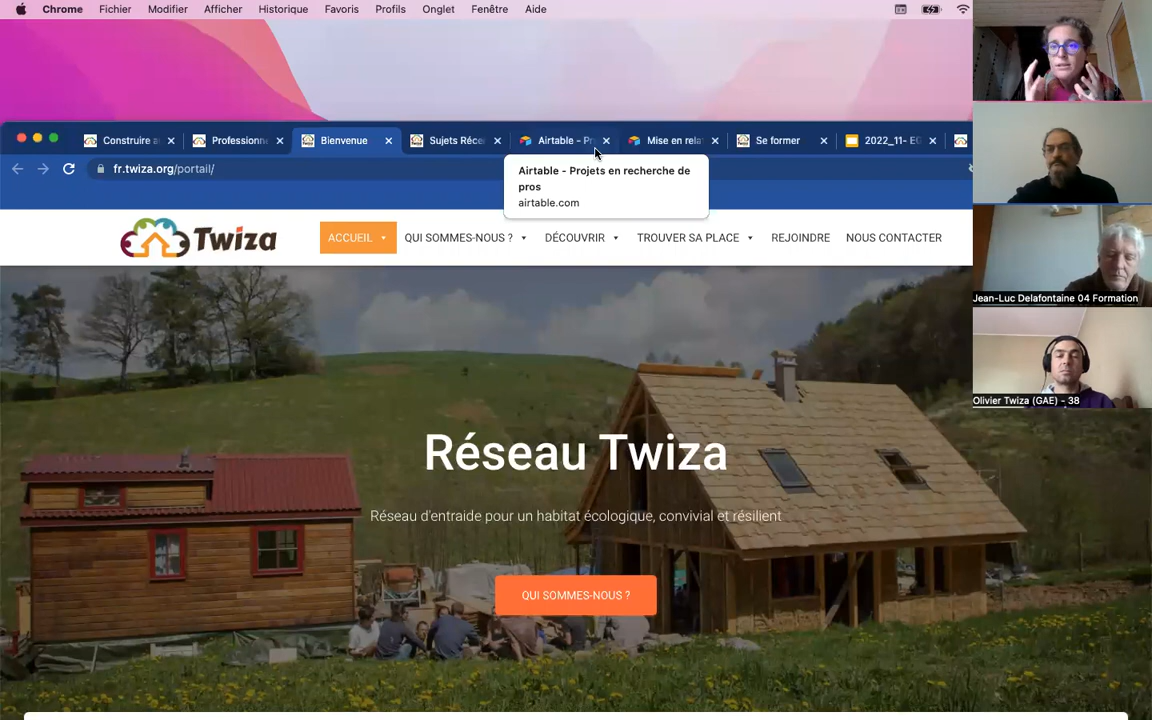 Chrome Fichier Modifier Afficher Historique Favoris Profils Onglet Fenêtre Aide
Construire Professionn Bienvenue Sujets Réce Airtable - P Mise en rela Se former 2022_11- EG
fr.twiza.org/portail/
Airtable - Projets en recherche de
pros
airtable.com
Twiza
ACCUEIL QUI SOMMES-NOUS ? DÉCOUVRIR TROUVER SA PLACE REJOINDRE NOUS CONTACTER
Jean-Luc Delafontaine 04 Formation
Olivier Twiza (GAE) - 38
Réseau Twiza
Réseau d'entraide pour un habitat écologique, convivial et résilient
QUI SOMMES-NOUS ?